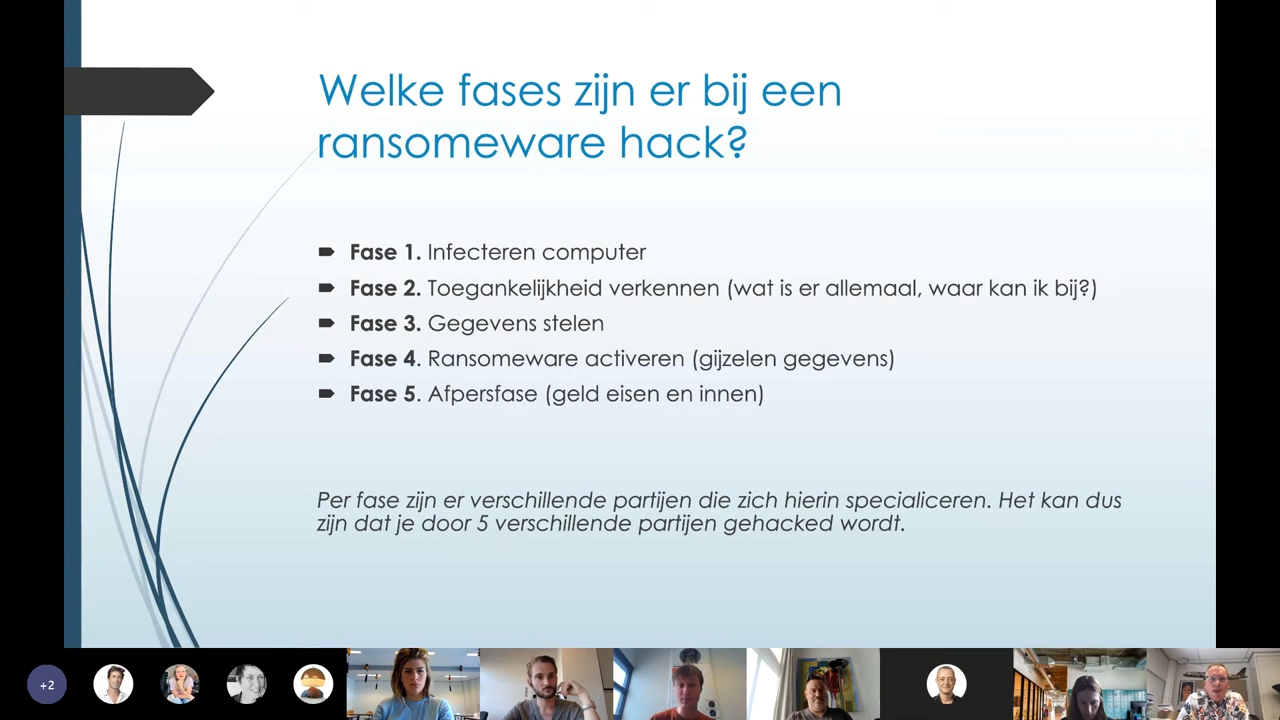 Welke fases zijn er bij een
ransomeware hack?
Fase 1. Infecteren computer
Fase 2. Toegankelijkheid verkennen (wat is er allemaal, waar kan ik bij?)
Fase 3. Gegevens stelen
Fase 4. Ransomeware activeren (gijzelen gegevens)
Fase 5. Afpersfase (geld eisen en innen)
Per fase zijn er verschillende partijen die zich hierin specialiceren. Het kan dus
zijn dat je door 5 verschillende partijen gehacked wordt.
+2